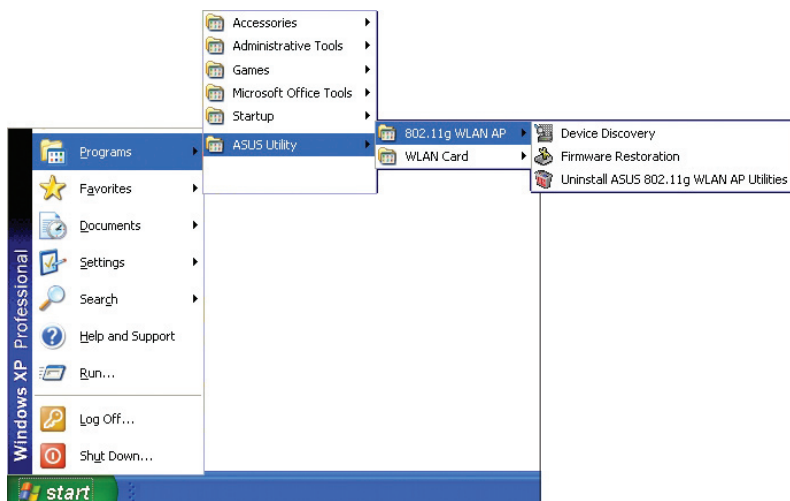 Accessories
Administrative Tools
Games
Microsoft Office Tools
Startup
ASUS Utility
802.11g WLAN AP
WLAN Card
Device Discovery
Firmware Restoration
Uninstall ASUS 802.11g WLAN AP Utilities
Programs
Favorites
Documents
Settings
Search
Help and Support
Run...
Log Off...
Shut Down...
Windows XP Professional
start